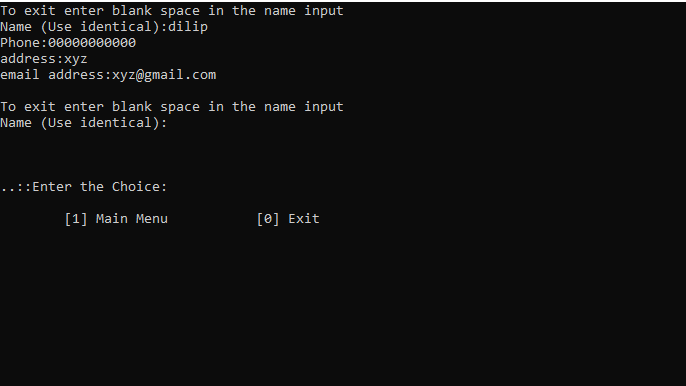 To exit enter blank space in the name input
Name (Use identical):dilip
Phone:00000000000
address:xyz
email address:xyz@gmail.com
To exit enter blank space in the name input
Name (Use identical):
..::Enter the Choice:
[1] Main Menu [0] Exit